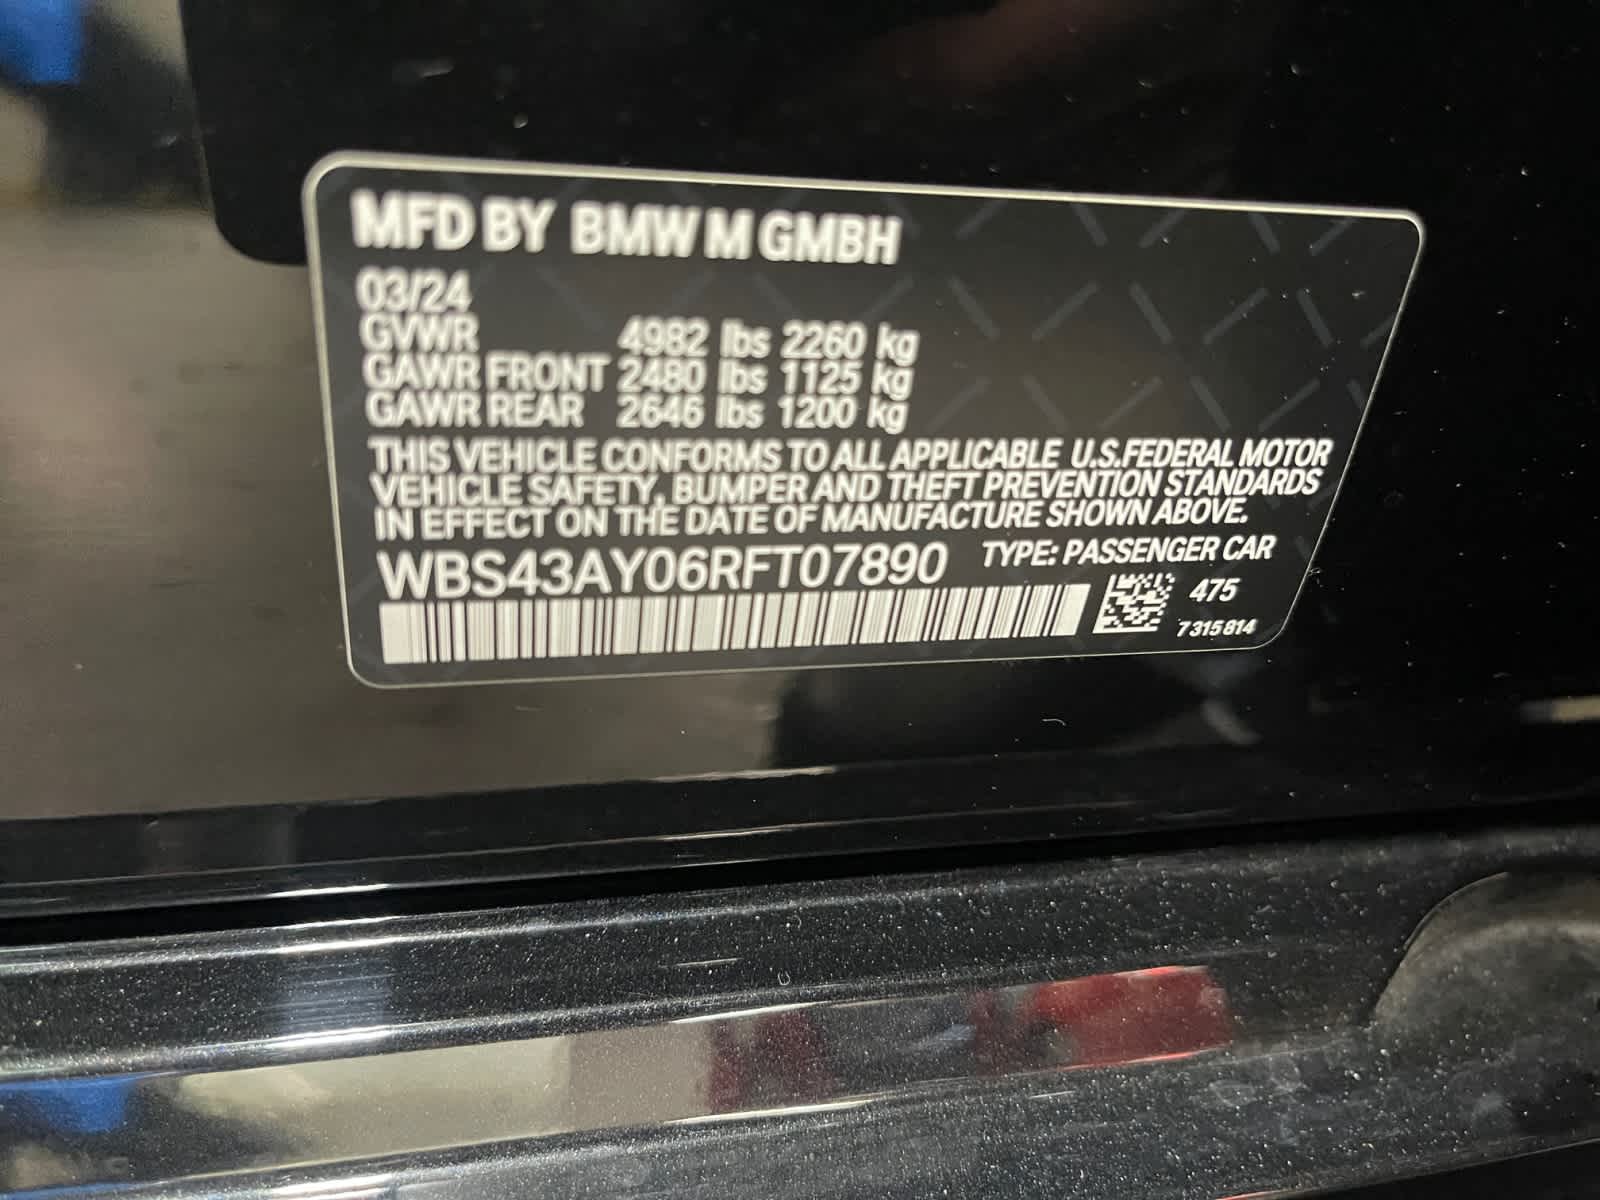 MFD BY BMW M GMBH
03/24
GVWR 4982 lbs 2260 kg
GAWR FRONT 2480 lbs 1125 kg
GAWR REAR 2646 lbs 1200 kg
THIS VEHICLE CONFORMS TO ALL APPLICABLE U.S.FEDERAL MOTOR
VEHICLE SAFETY, BUMPER AND THEFT PREVENTION STANDARDS
IN EFFECT ON THE DATE OF MANUFACTURE SHOWN ABOVE.
WBS43AY06RFT07890 TYPE: PASSENGER CAR
475
7315814